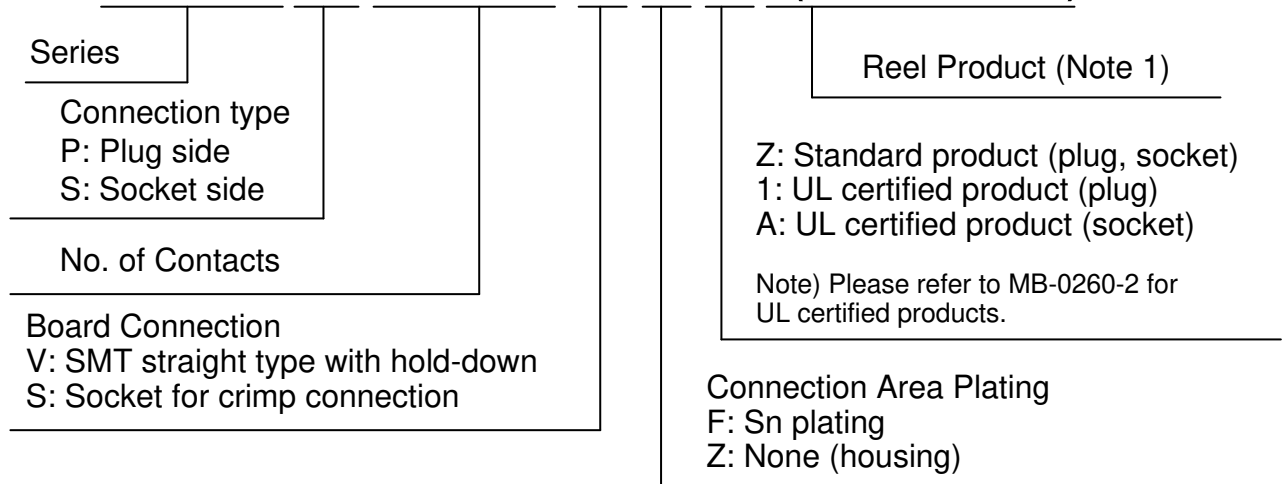 Series
Connection type
P: Plug side
S: Socket side
No. of Contacts
Board Connection
V: SMT straight type with hold-down
S: Socket for crimp connection
Reel Product (Note 1)
Z: Standard product (plug, socket)
1: UL certified product (plug)
A: UL certified product (socket)
Note) Please refer to MB-0260-2 for
UL certified products.
Connection Area Plating
F: Sn plating
Z: None (housing)